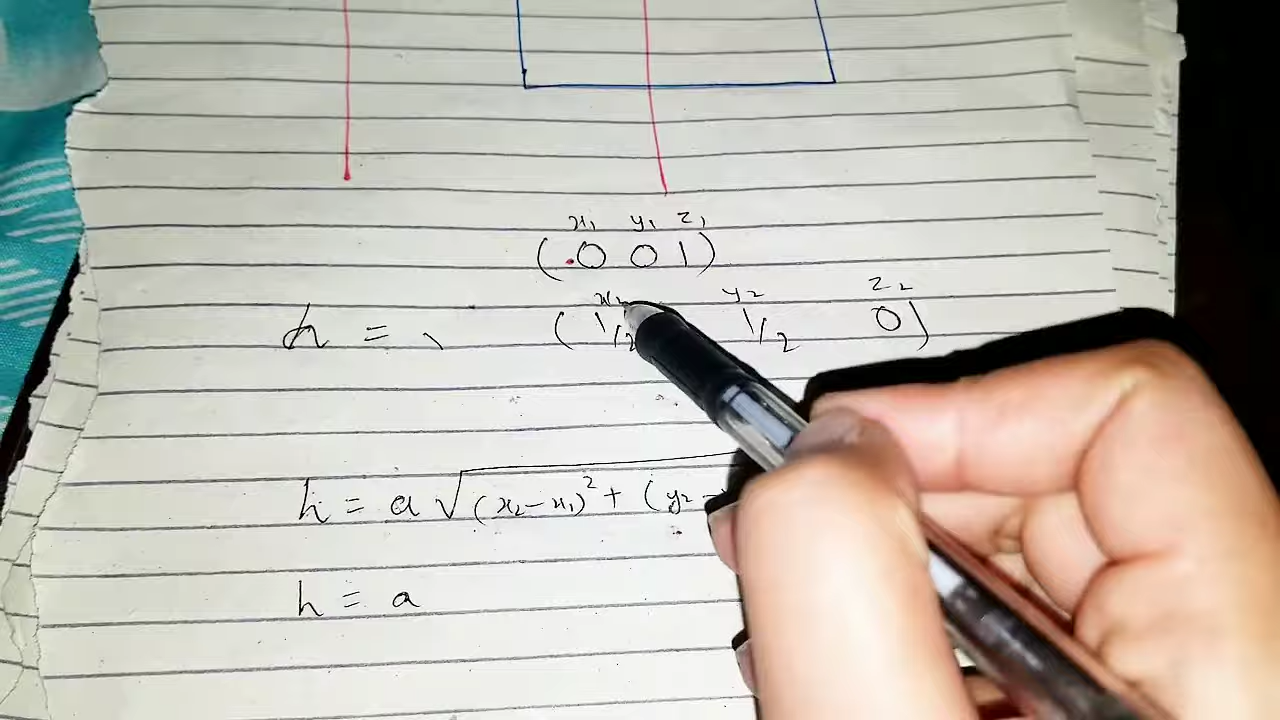 x₁ y₁ z₁
(.0 0 1)
x₂ y₂ z₂
h = (1/2 1/2 0)
h = a √(x₂-x₁)² + (y₂ -
h = a